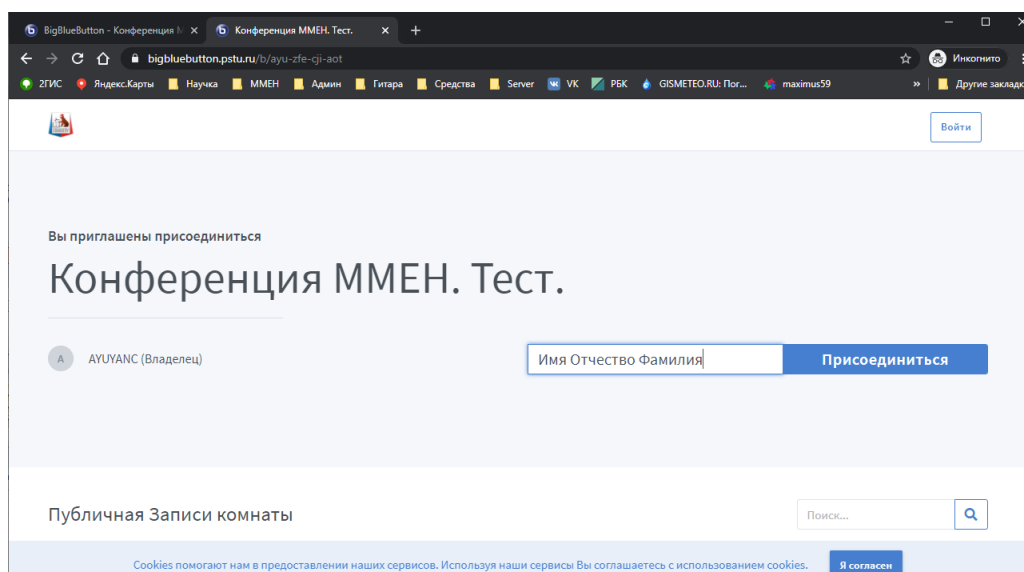 BigBlueButton - Конференция М
Конференция ММЕН. Тест.
bigbluebutton.pstu.ru/b/ayu-zfe-cji-aot
Инкогнито
2ГИС Яндекс.Карты Научка ММЕН Админ Гитара Средства Server VK РБК GISMETEO.RU: Пог... maximus59 » Другие закладк
Войти
Вы приглашены присоединиться
Конференция ММЕН. Тест.
A AYUYANC (Владелец)
Имя Отчество Фамилия
Присоединиться
Публичная Записи комнаты
Поиск...
Cookies помогают нам в предоставлении наших сервисов. Используя наши сервисы Вы соглашаетесь с использованием cookies.
Я согласен